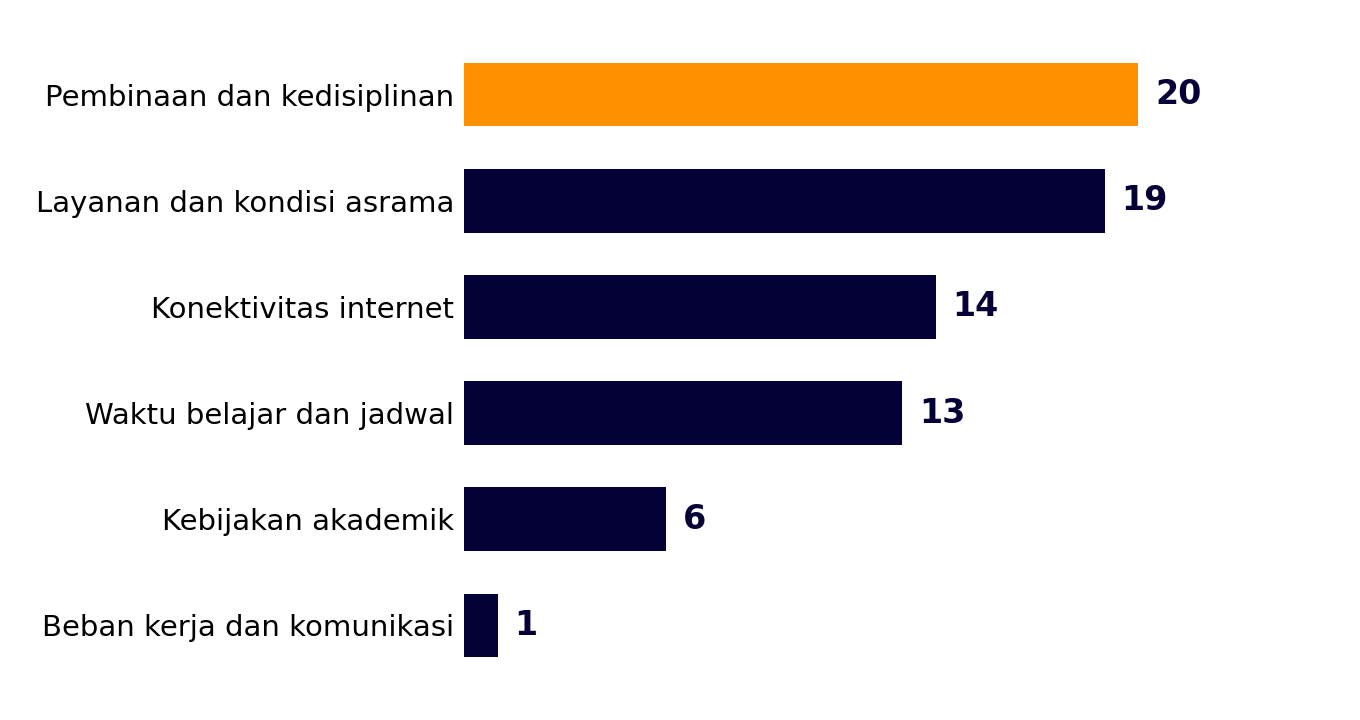 Pembinaan dan kedisiplinan 20
Layanan dan kondisi asrama 19
Konektivitas internet 14
Waktu belajar dan jadwal 13
Kebijakan akademik 6
Beban kerja dan komunikasi 1